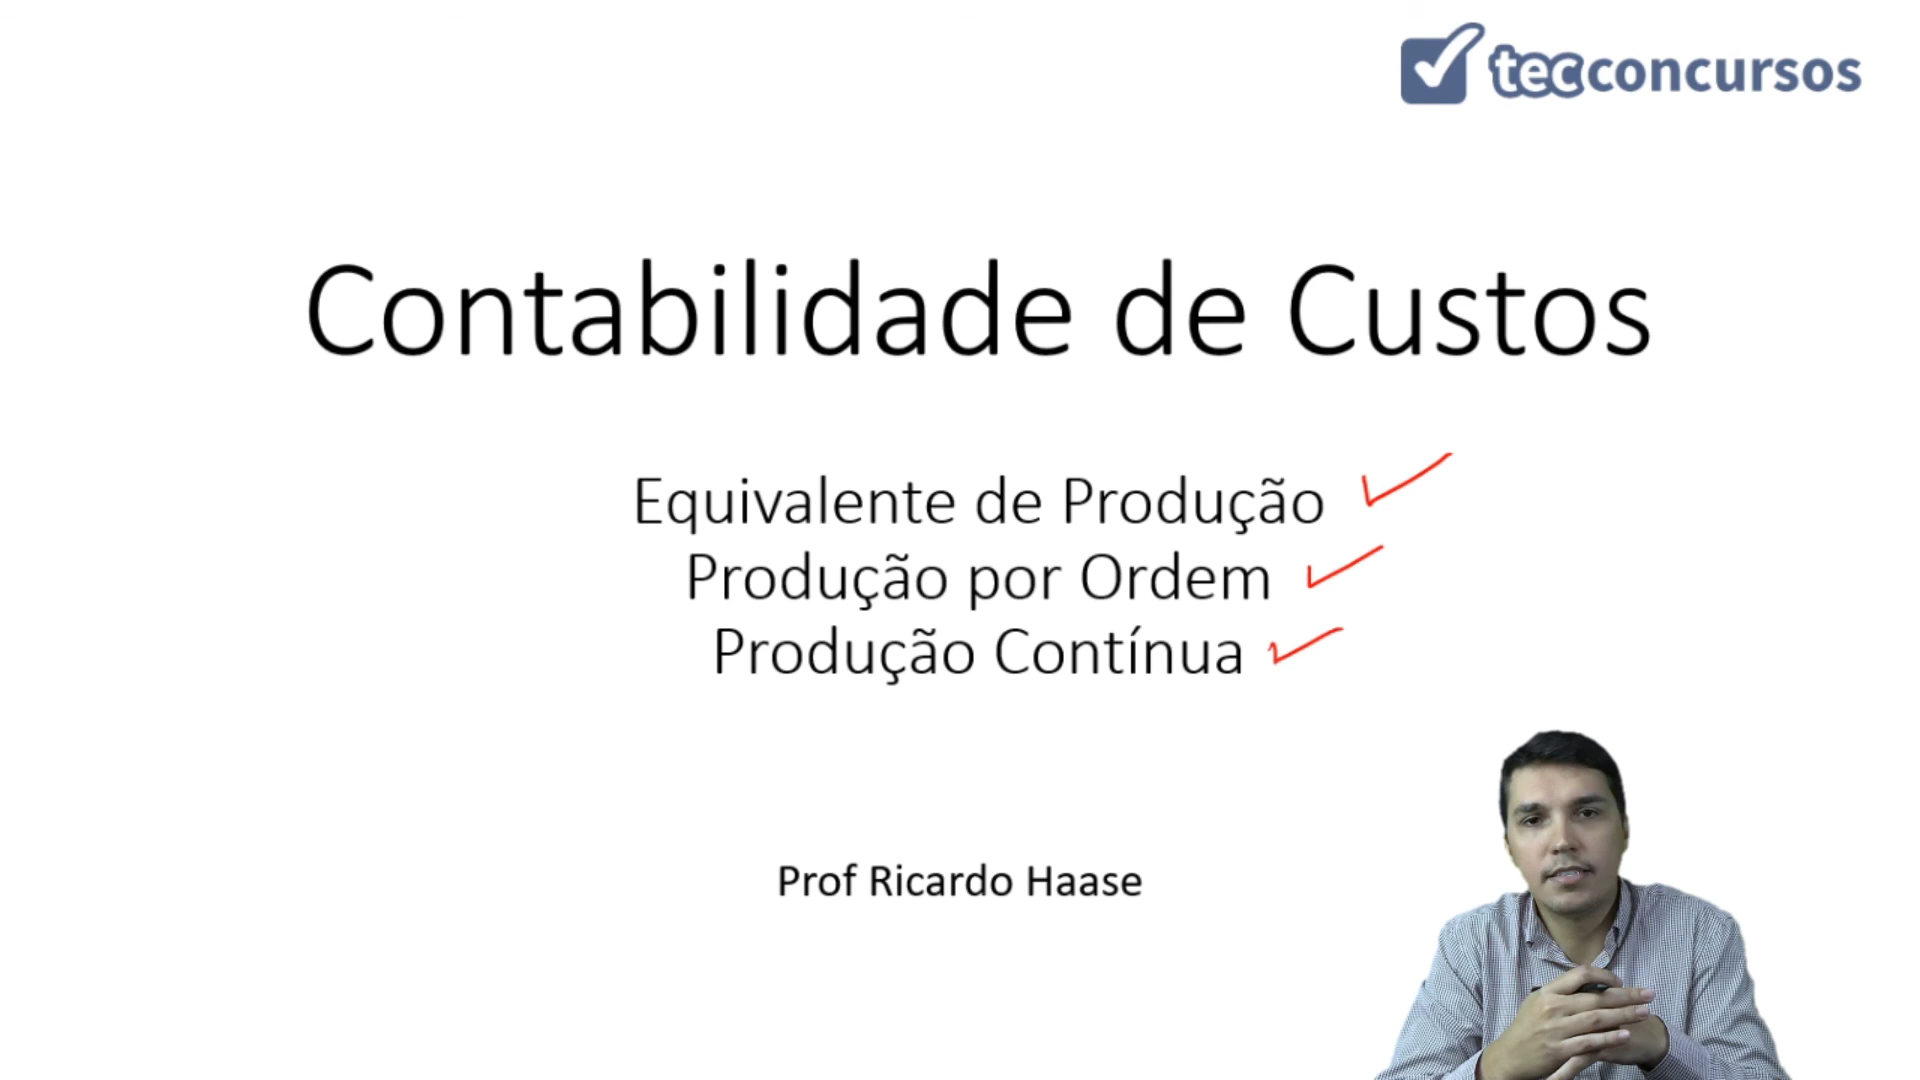 tecconcursos
Contabilidade de Custos
Equivalente de Produção
Produção por Ordem
Produção Contínua
Prof Ricardo Haase